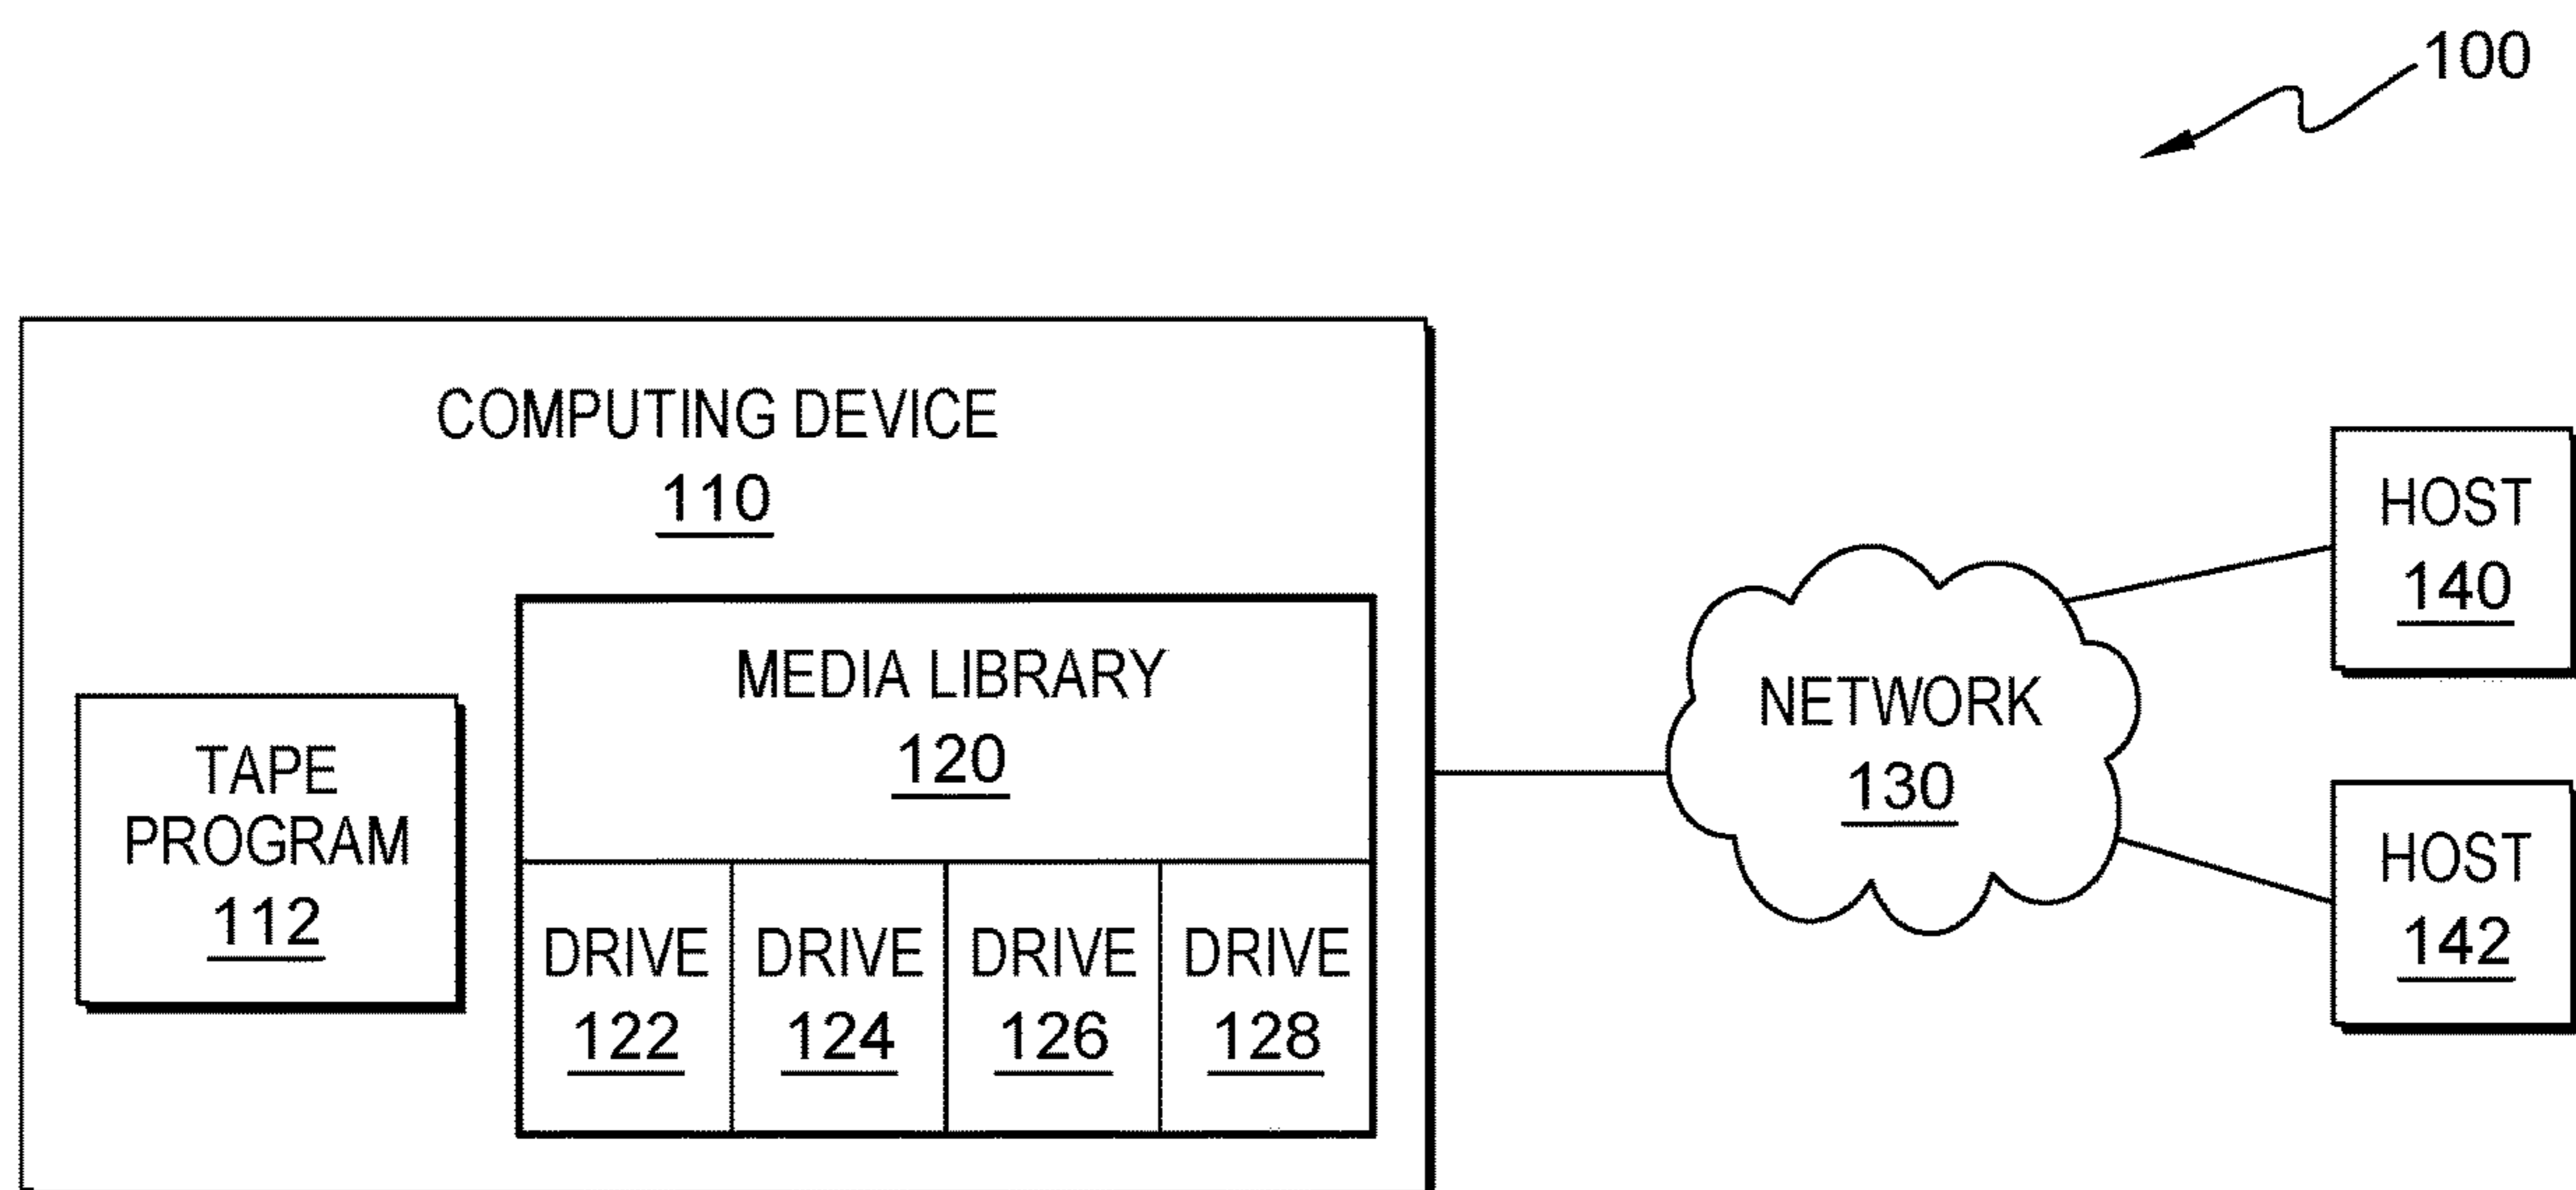 100
COMPUTING DEVICE
110
TAPE
PROGRAM
112
MEDIA LIBRARY
120
DRIVE
122
DRIVE
124
DRIVE
126
DRIVE
128
NETWORK
130
HOST
140
HOST
142